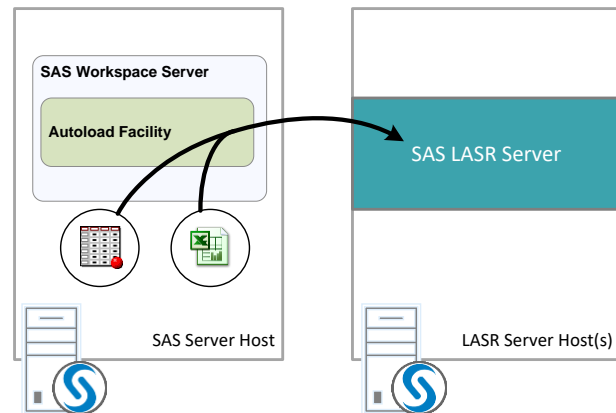 SAS Workspace Server
Autoload Facility
SAS LASR Server
SAS Server Host
LASR Server Host(s)